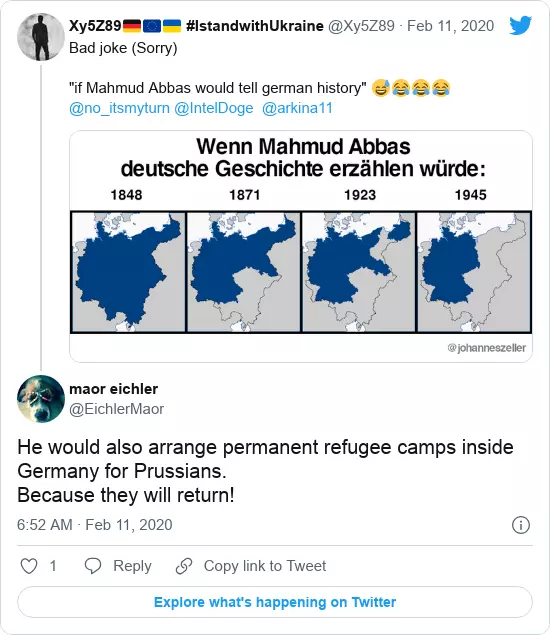 Xy5Z89🇩🇪🇪🇺🇺🇦 #IstandwithUkraine @Xy5Z89 · Feb 11, 2020
Bad joke (Sorry)
"if Mahmud Abbas would tell german history" 😅😂😂😂
@no_itsmyturn @IntelDoge @arkina11
Wenn Mahmud Abbas
deutsche Geschichte erzählen würde:
1848 1871 1923 1945
@johanneszeller
maor eichler
@EichlerMaor
He would also arrange permanent refugee camps inside
Germany for Prussians.
Because they will return!
6:52 AM · Feb 11, 2020
1 Reply Copy link to Tweet
Explore what's happening on Twitter